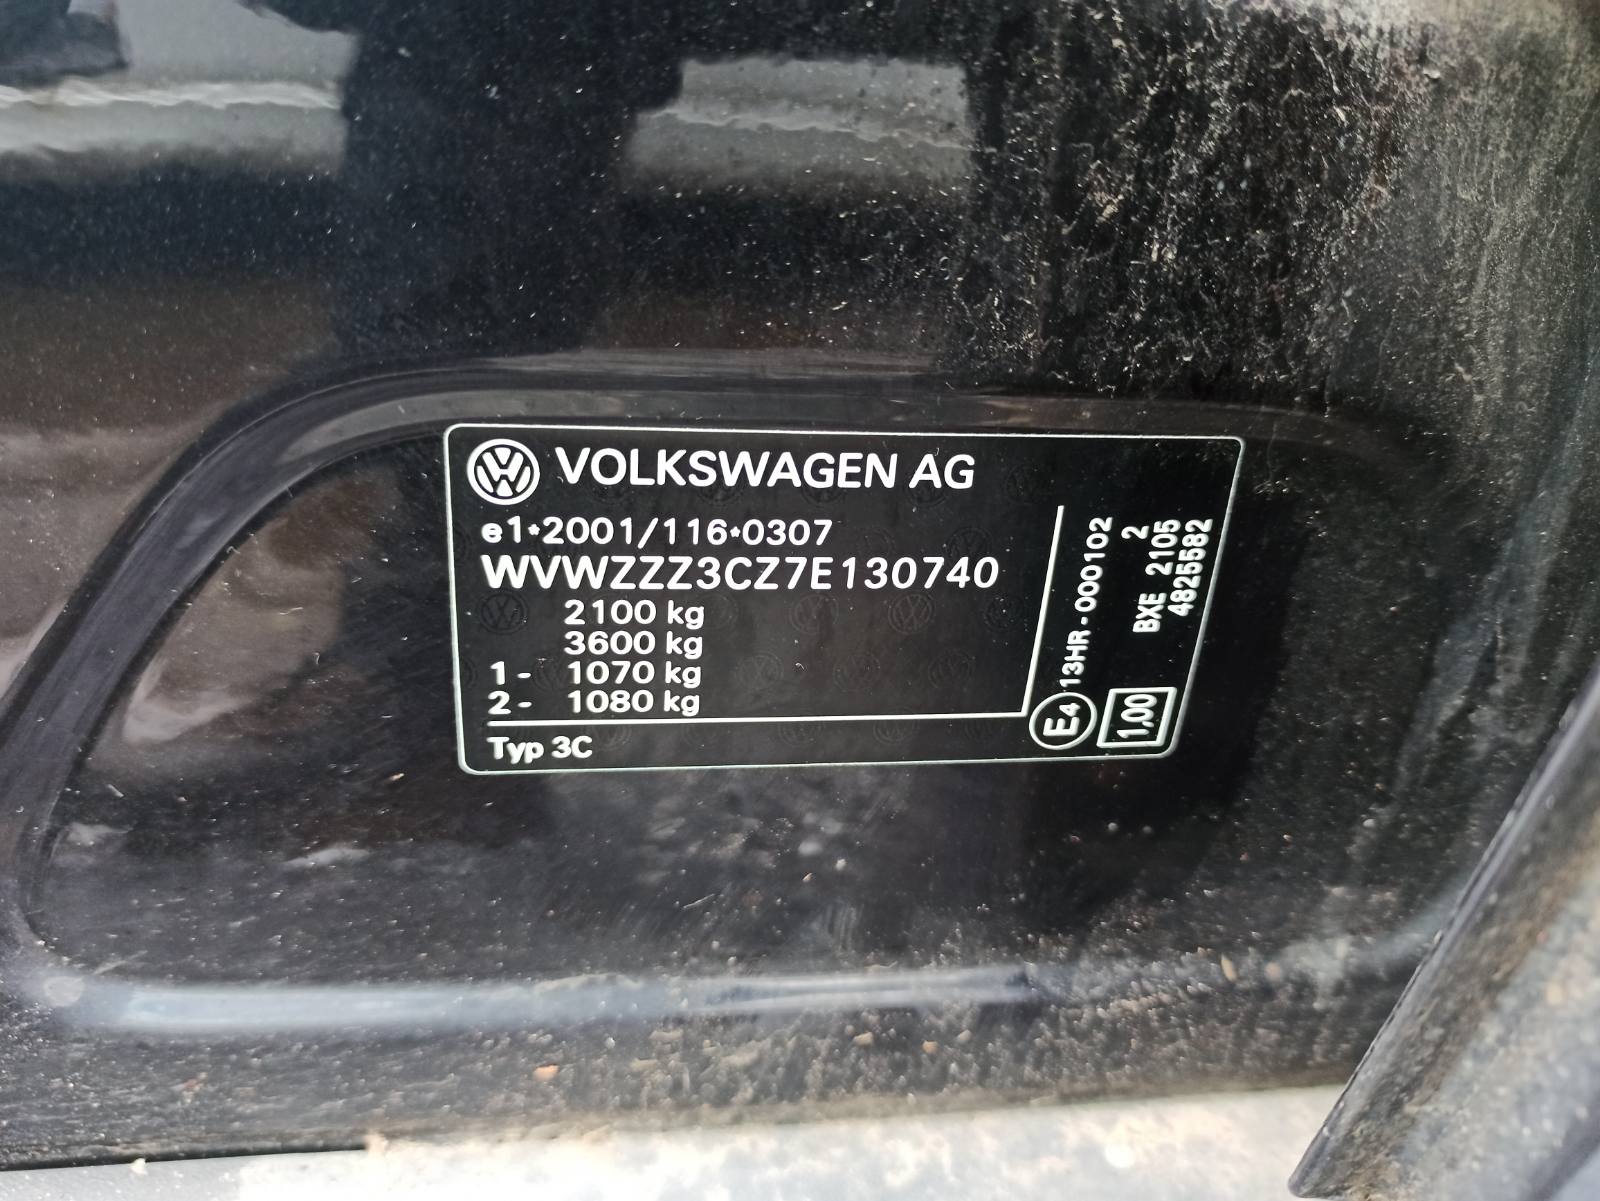 VOLKSWAGEN AG
e1*2001/116*0307
WVWZZZ3CZ7E130740
2100 kg
3600 kg
1- 1070 kg
2- 1080 kg
Typ 3C
E4 13HR-000102
2
BXE 2105
4825582
1,00